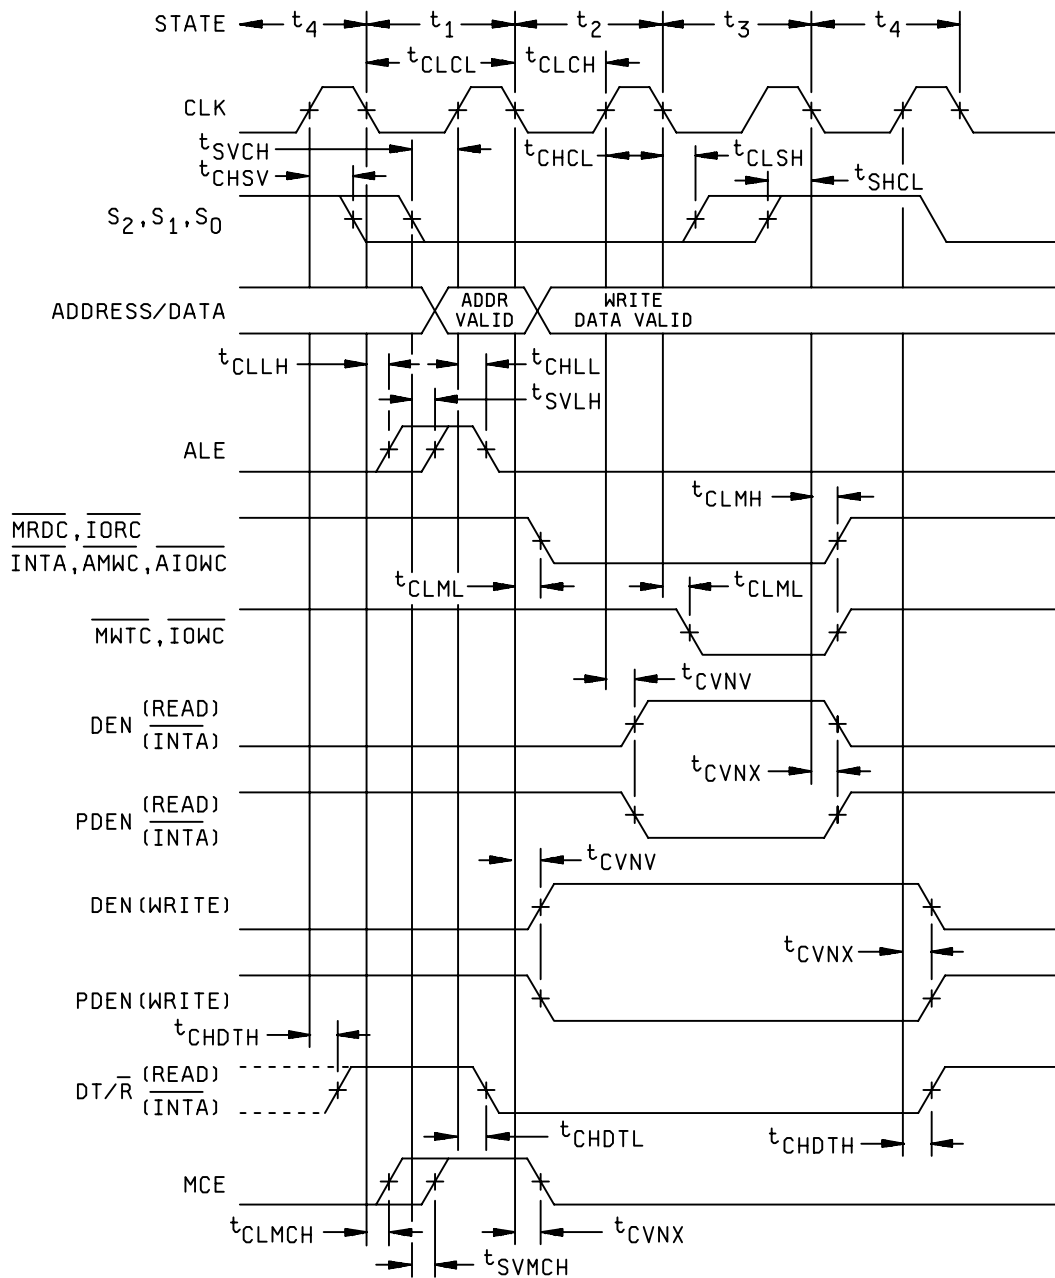 STATE t4 t1 t2 t3 t4
tCLCL tCLCH
CLK
tSVCH tCHCL tCLSH
tCHSV tSHCL
S2,S1,S0
ADDRESS/DATA ADDR VALID WRITE DATA VALID
tCLLH tCHLL
tSVLH
ALE
tCLMH
MRDC,IORC
INTA,AMWC,AIOWC
tCLML tCLML
MWTC,IOWC
tCVNV
DEN (READ)
(INTA)
tCVNX
PDEN (READ)
(INTA)
tCVNV
DEN(WRITE)
tCVNX
PDEN(WRITE)
tCHDTH
DT/R (READ)
(INTA)
tCHDTL tCHDTH
MCE
tCLMCH tCVNX
tSVMCH